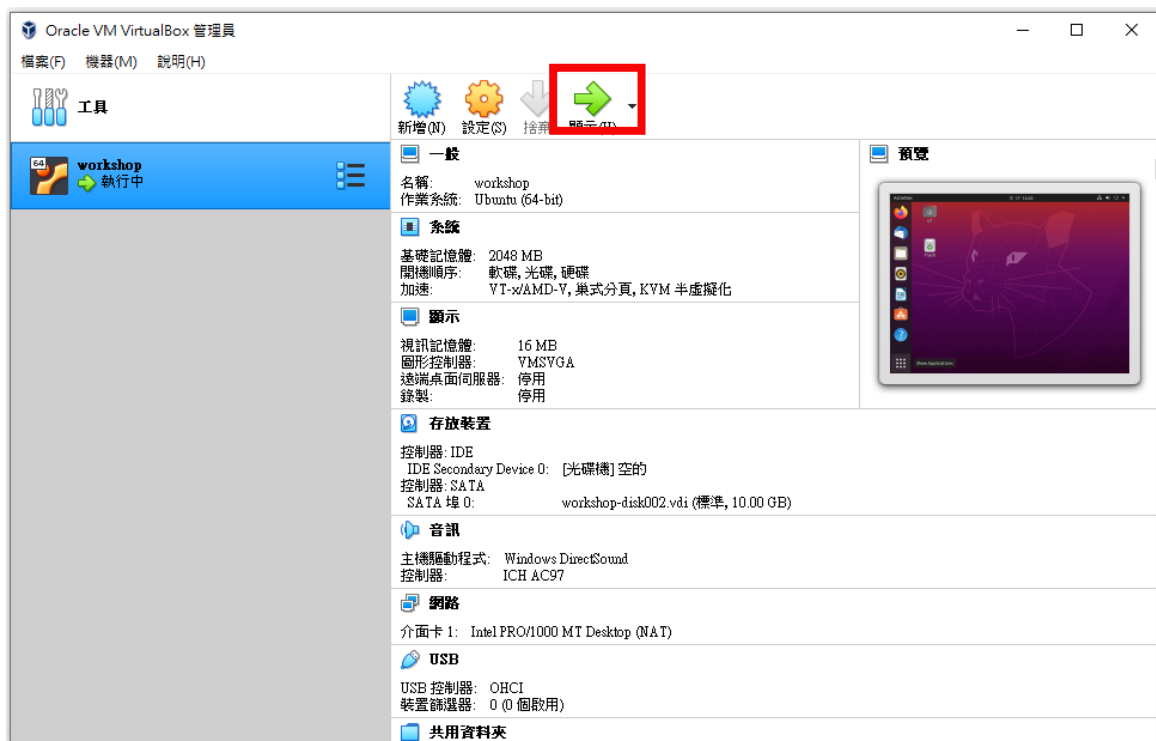 Oracle VM VirtualBox 管理員
檔案(F) 機器(M) 說明(H)
工具
新增(N) 設定(S) 捨棄 顯示(H)
64
workshop
執行中
一般
名稱: workshop
作業系統: Ubuntu (64-bit)
系統
基礎記憶體: 2048 MB
開機順序: 軟碟, 光碟, 硬碟
加速: VT-x/AMD-V, 巢式分頁, KVM 半虛擬化
顯示
視訊記憶體: 16 MB
圖形控制器: VMSVGA
遠端桌面伺服器: 停用
錄製: 停用
預覽
Activities
Show Applications
存放裝置
控制器: IDE
IDE Secondary Device 0: [光碟機] 空的
控制器: SATA
SATA 埠 0: workshop-disk002.vdi (標準, 10.00 GB)
音訊
主機驅動程式: Windows DirectSound
控制器: ICH AC97
網路
介面卡 1: Intel PRO/1000 MT Desktop (NAT)
USB
USB 控制器: OHCI
裝置篩選器: 0 (0 個啟用)
共用資料夾